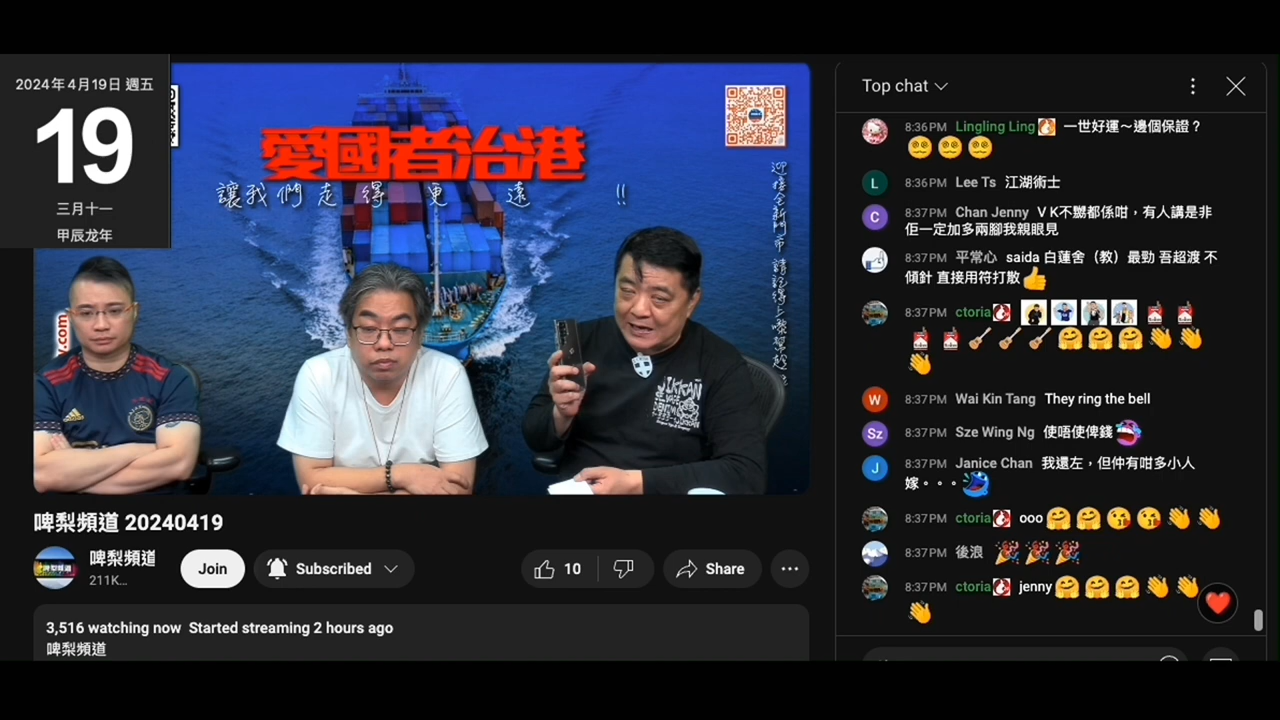 2024年4月19日 週五
19
三月十一
甲辰龙年
愛國者治港
讓我們走得更遠!!
JIKKAN
啤梨頻道 20240419
啤梨頻道
211K...
Join
Subscribed
10
Share
3,516 watching now Started streaming 2 hours ago
啤梨頻道
Top chat
8:36PM Lingling Ling 一世好運～邊個保證？
8:36PM Lee Ts 江湖術士
8:37PM Chan Jenny V K不嬲都係咁，有人講是非
佢一定加多兩腳我親眼見
8:37PM 平常心 saida 白蓮舍（教）最勁 吾超渡 不
傾針 直接用符打散
8:37PM ctoria
8:37PM Wai Kin Tang They ring the bell
8:37PM Sze Wing Ng 使唔使俾錢
8:37PM Janice Chan 我還左，但仲有咁多小人
嫁。。。
8:37PM ctoria ooo
8:37PM 後浪
8:37PM ctoria jenny